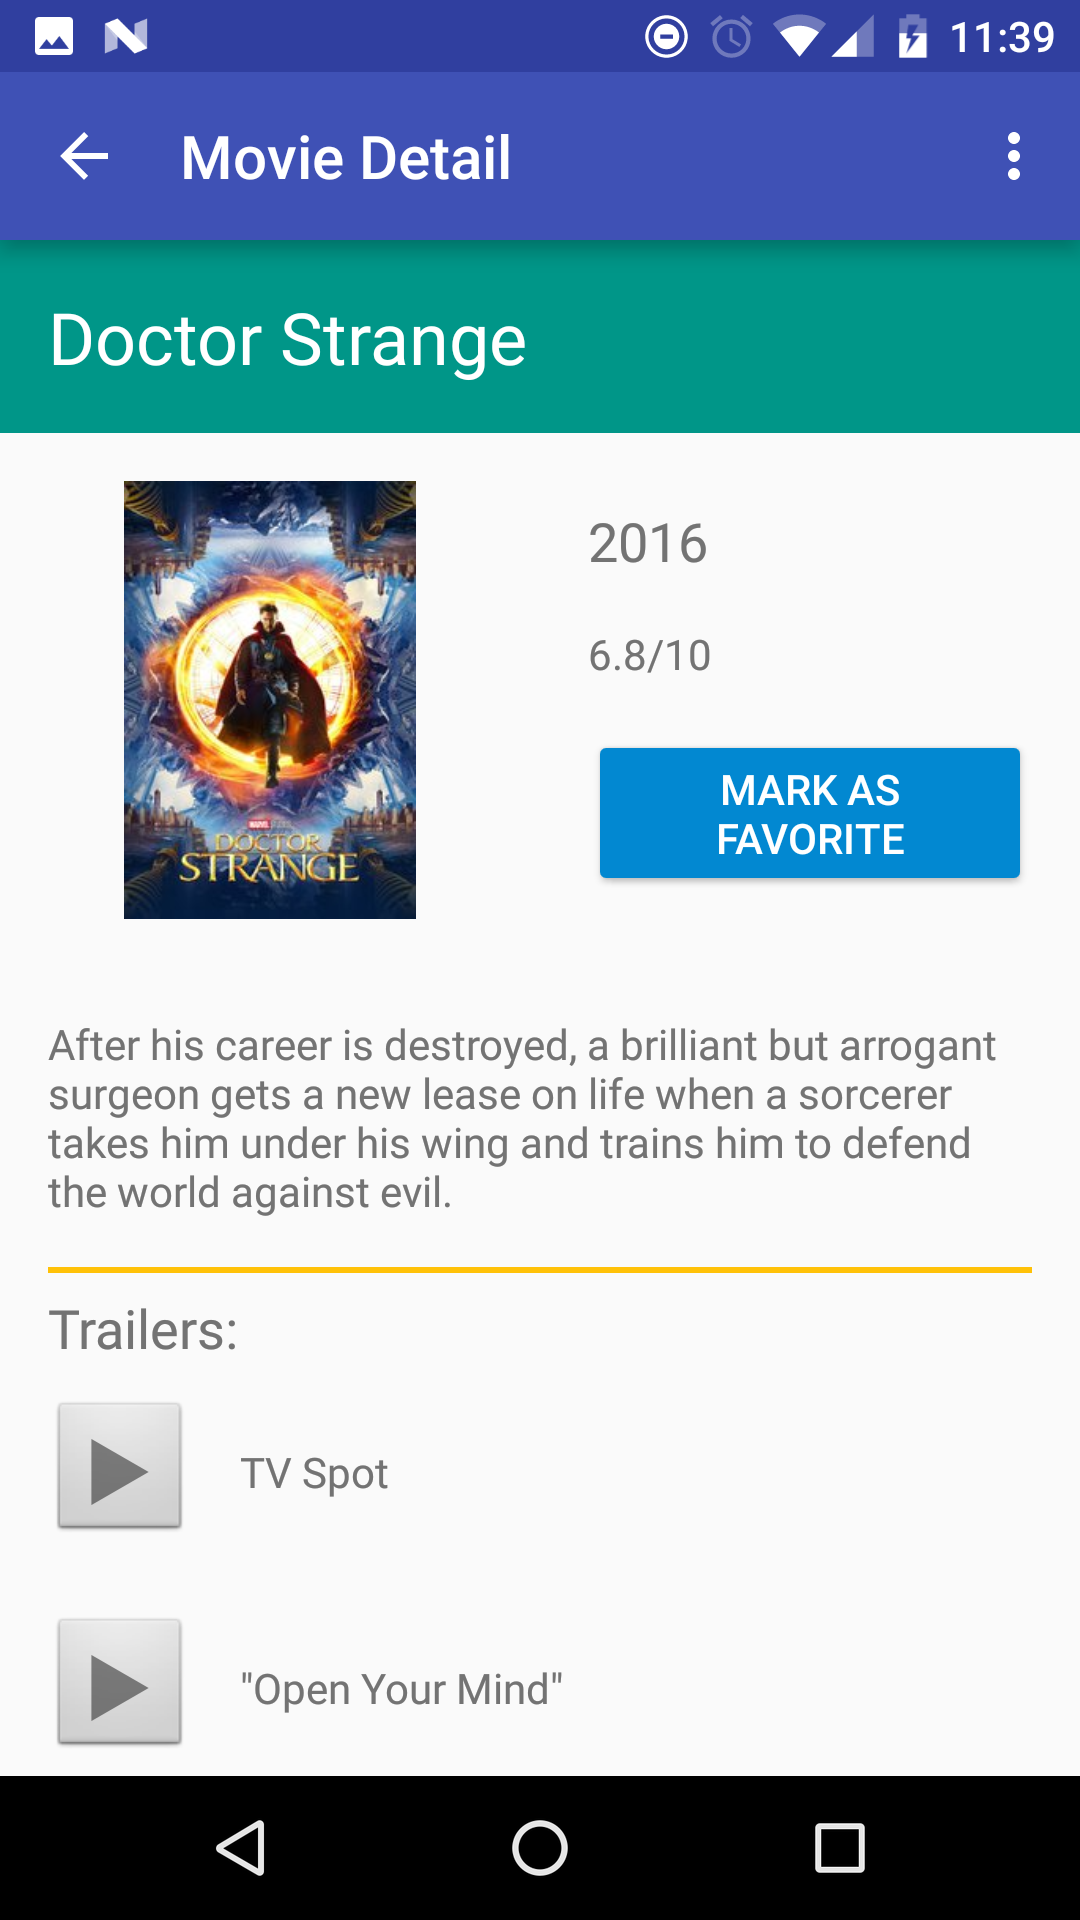 11:39
Movie Detail
Doctor Strange
2016
6.8/10
MARVEL
DOCTOR
STRANGE
MARK AS
FAVORITE
After his career is destroyed, a brilliant but arrogant
surgeon gets a new lease on life when a sorcerer
takes him under his wing and trains him to defend
the world against evil.
Trailers:
TV Spot
"Open Your Mind"